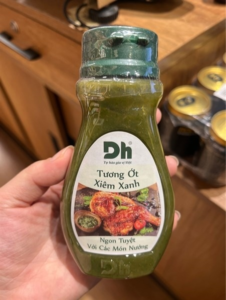 Dh
Tương Ớt
Xiêm Xanh
Ngon Tuyệt
Với Các Món Nướng